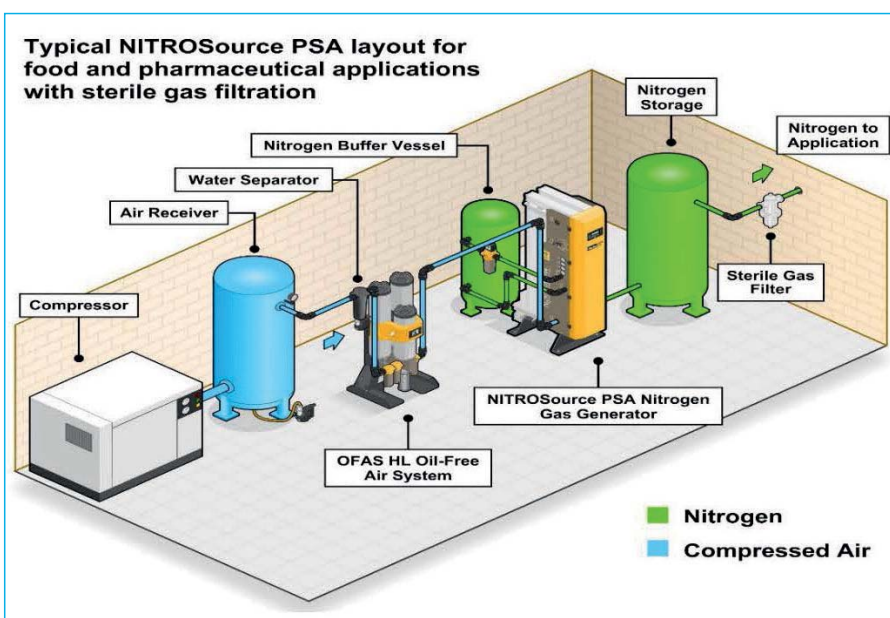 Typical NITROSource PSA layout for
food and pharmaceutical applications
with sterile gas filtration
Nitrogen
Storage
Nitrogen to
Application
Nitrogen Buffer Vessel
Water Separator
Air Receiver
Compressor
Sterile Gas
Filter
NITROSource PSA Nitrogen
Gas Generator
OFAS HL Oil-Free
Air System
Nitrogen
Compressed Air